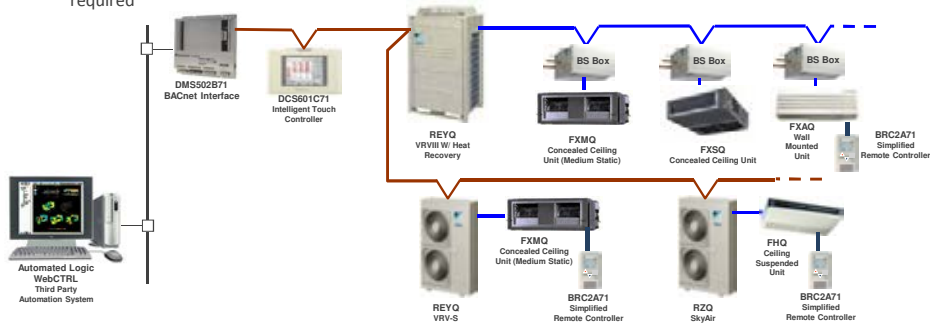 required
DMS502B71
BACnet Interface
DCS601C71
Intelligent Touch
Controller
REYQ
VRVIII W/ Heat
Recovery
BS Box
BS Box
BS Box
FXMQ
Concealed Ceiling
Unit (Medium Static)
FXSQ
Concealed Ceiling Unit
FXAQ
Wall
Mounted
Unit
BRC2A71
Simplified
Remote Controller
Automated Logic
WebCTRL
Third Party
Automation System
REYQ
VRV-S
FXMQ
Concealed Ceiling
Unit (Medium Static)
BRC2A71
Simplified
Remote Controller
RZQ
SkyAir
FHQ
Ceiling
Suspended
Unit
BRC2A71
Simplified
Remote Controller